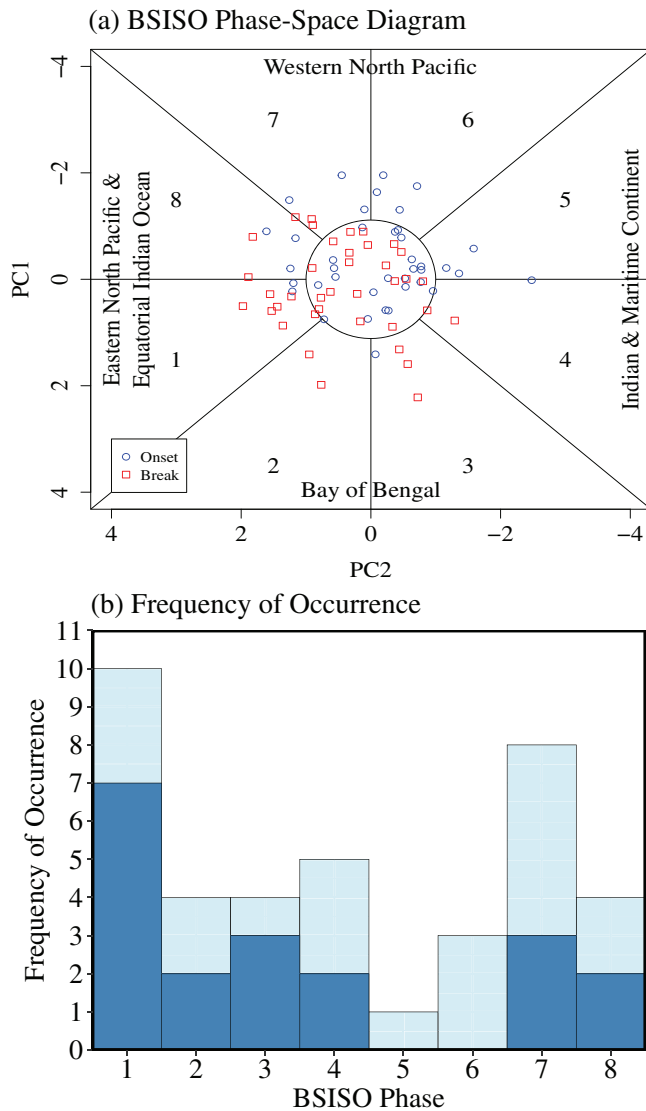 (a) BSISO Phase-Space Diagram
Western North Pacific
7
6
8
5
1
4
2
3
Eastern North Pacific &
Equatorial Indian Ocean
Indian & Maritime Continent
Bay of Bengal
Onset
Break
−4
−2
0
2
4
PC1
4
2
0
−2
−4
PC2
(b) Frequency of Occurrence
11
10
9
8
7
6
5
4
3
2
1
0
Frequency of Occurrence
1 2 3 4 5 6 7 8
BSISO Phase